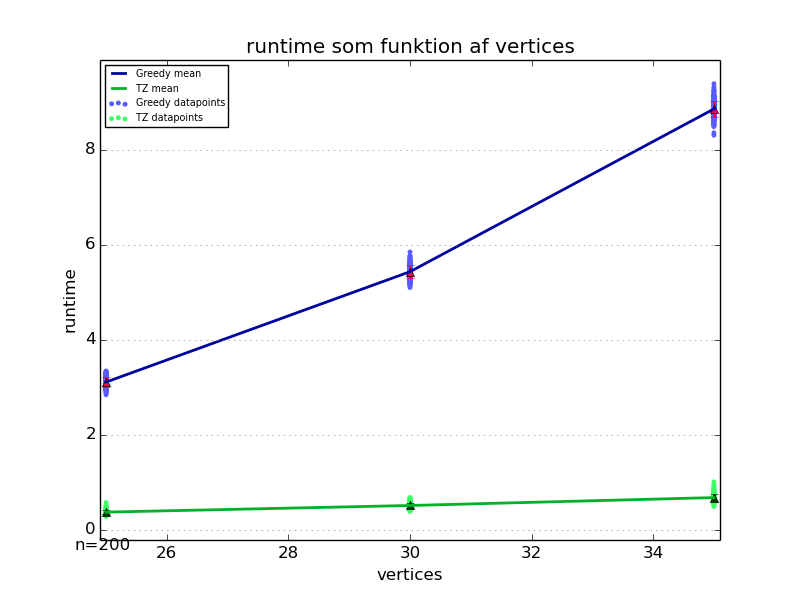 runtime som funktion af vertices
Greedy mean
TZ mean
Greedy datapoints
TZ datapoints
8
6
4
2
0
runtime
n=200
26
28
30
32
34
vertices